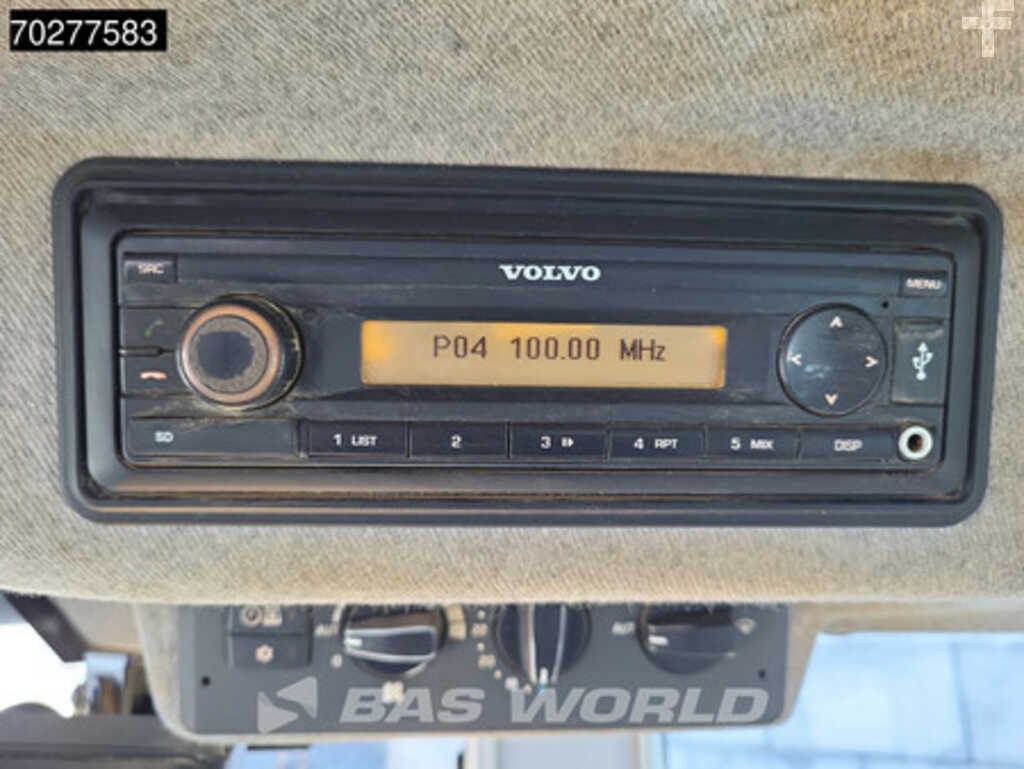 70277583
VOLVO
SRC
MENU
P04 100.00 MHz
SD
1 LIST
2
3
4 RPT
5 MIX
DISP
BAS WORLD